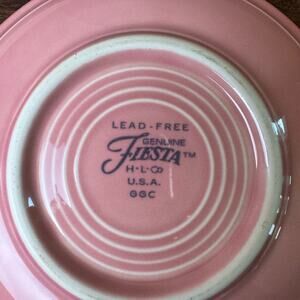 LEAD-FREE
GENUINE
FIESTA™
H·L·Co
U.S.A.
GGC